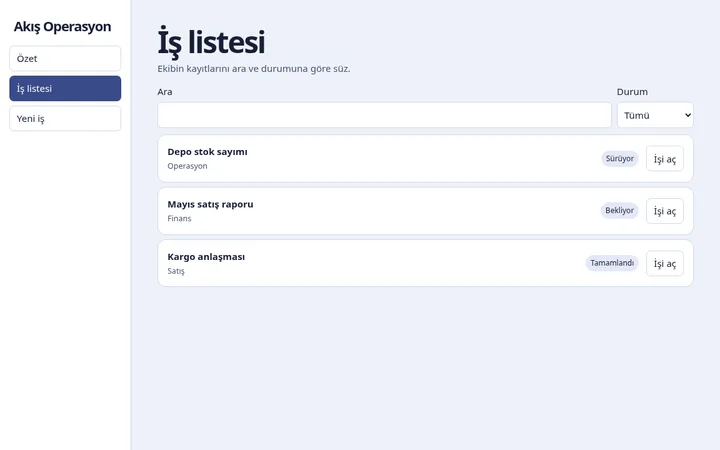 Akış Operasyon
Özet
İş listesi
Yeni iş
İş listesi
Ekibin kayıtlarını ara ve durumuna göre süz.
Ara
Durum
Tümü
Depo stok sayımı
Operasyon
Sürüyor
İşi aç
Mayıs satış raporu
Finans
Bekliyor
İşi aç
Kargo anlaşması
Satış
Tamamlandı
İşi aç